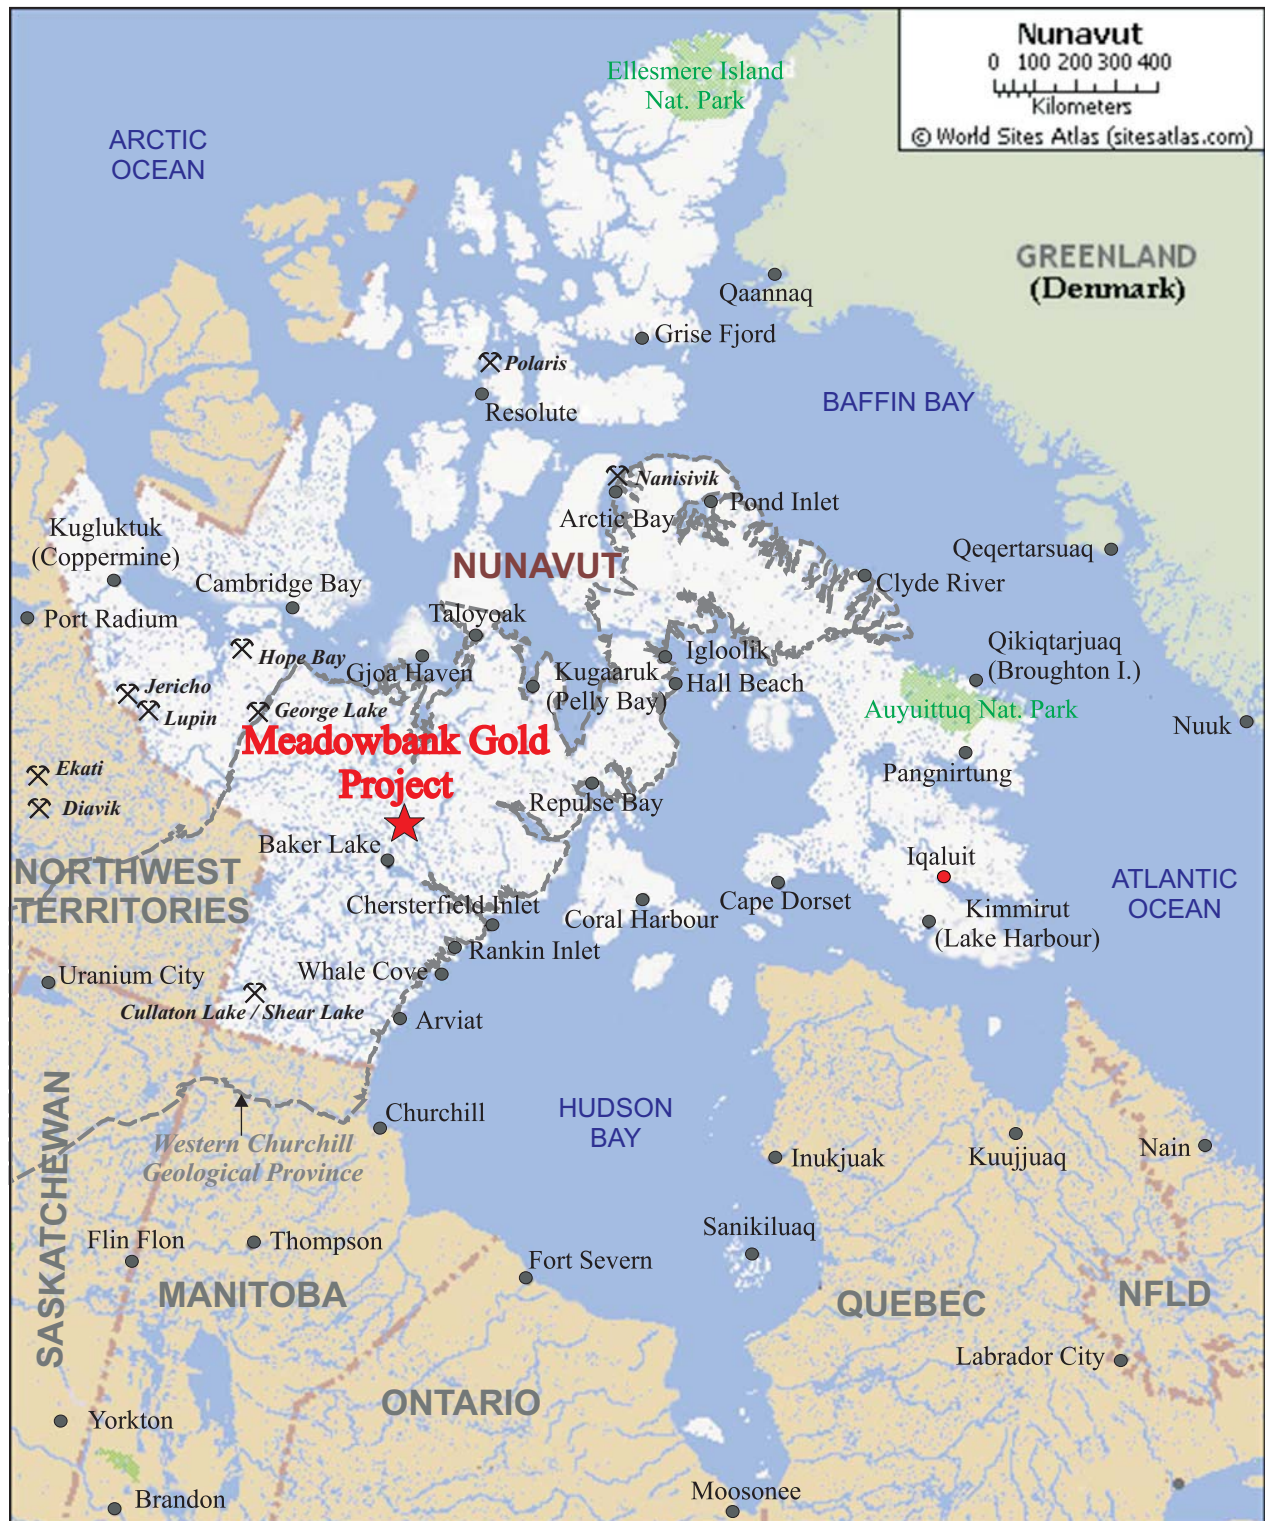 Nunavut
0 100 200 300 400
Kilometers
© World Sites Atlas (sitesatlas.com)
Ellesmere Island
Nat. Park
ARCTIC
OCEAN
GREENLAND
(Denmark)
Qaannaq
Grise Fjord
Polaris
Resolute
BAFFIN BAY
Nanisivik
Pond Inlet
Arctic Bay
Kugluktuk
(Coppermine)
Qeqertarsuaq
NUNAVUT
Cambridge Bay
Clyde River
Port Radium
Taloyoak
Qikiqtarjuaq
(Broughton I.)
Hope Bay
Gjoa Haven
Igloolik
Kugaaruk
(Pelly Bay)
Hall Beach
Jericho
Lupin
George Lake
Auyuittuq Nat. Park
Nuuk
Meadowbank Gold
Project
Ekati
Diavik
Pangnirtung
Repulse Bay
Baker Lake
Iqaluit
NORTHWEST
TERRITORIES
ATLANTIC
OCEAN
Chersterfield Inlet
Coral Harbour
Cape Dorset
Kimmirut
(Lake Harbour)
Rankin Inlet
Whale Cove
Uranium City
Cullaton Lake / Shear Lake
Arviat
Churchill
HUDSON
BAY
Western Churchill
Geological Province
Inukjuak
Kuujjuaq
Nain
SASKATCHEWAN
Flin Flon
Thompson
Sanikiluaq
Fort Severn
MANITOBA
QUEBEC
NFLD
Labrador City
ONTARIO
Yorkton
Brandon
Moosonee